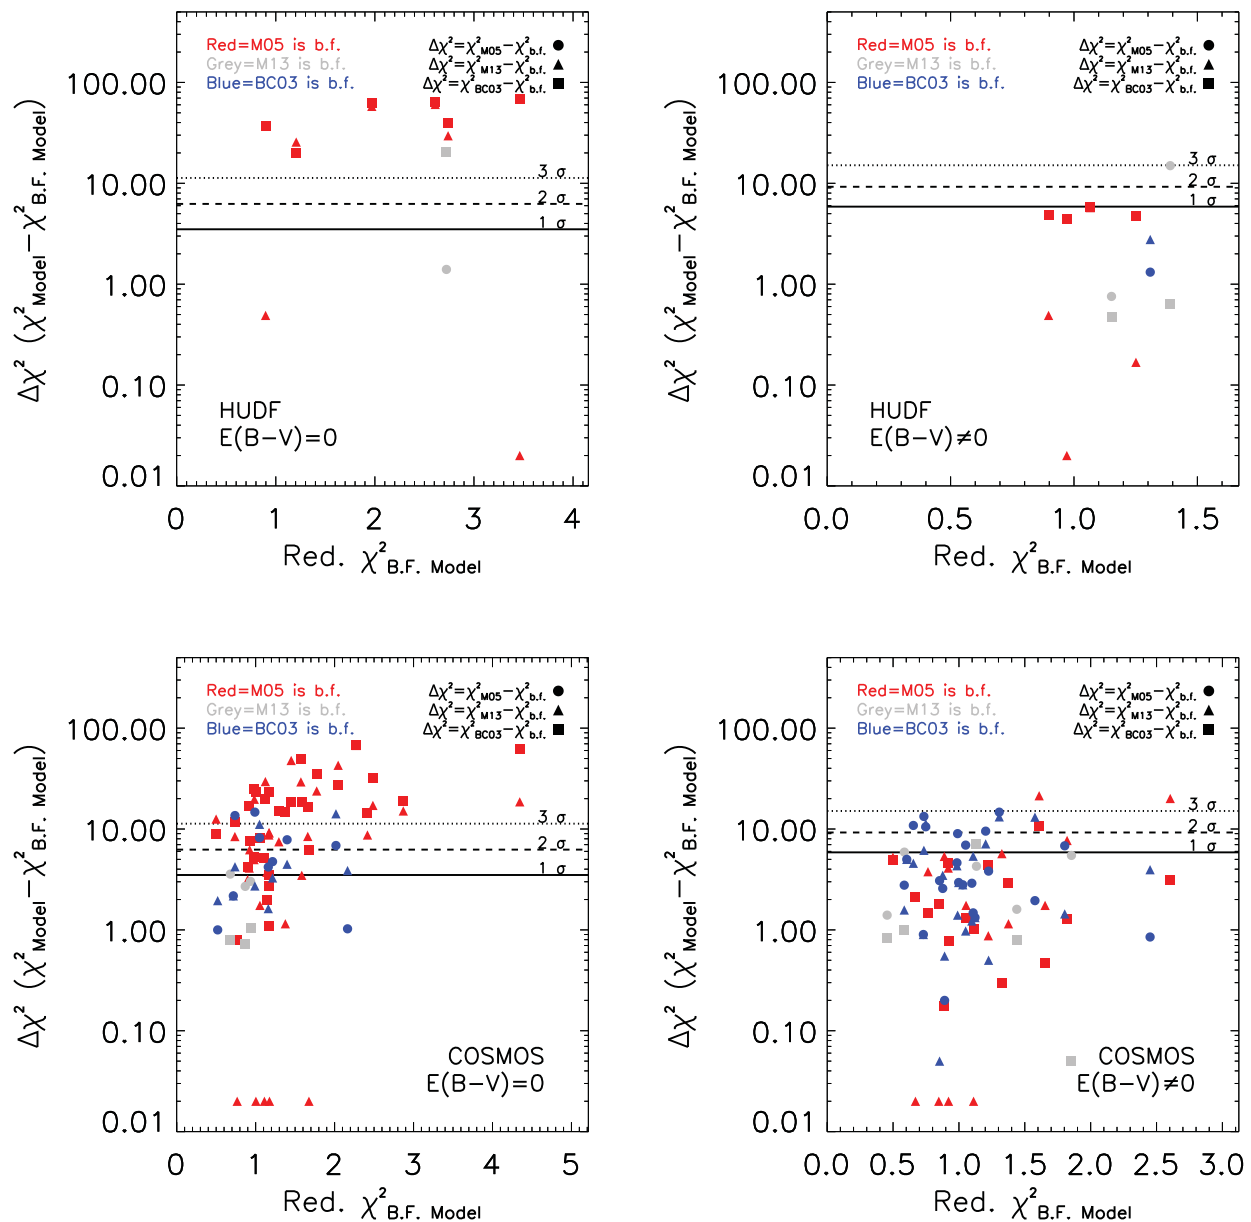 Red=M05 is b.f.
Grey=M13 is b.f.
Blue=BC03 is b.f.
Δχ²=χ²M05−χ²b.f.
Δχ²=χ²M13−χ²b.f.
Δχ²=χ²BC03−χ²b.f.
100.00
10.00
1.00
0.10
0.01
3 σ
2 σ
1 σ
HUDF
E(B−V)=0
0 1 2 3 4
Red. χ²B.F. Model
Δχ² (χ²Model−χ²B.F. Model)
Red=M05 is b.f.
Grey=M13 is b.f.
Blue=BC03 is b.f.
Δχ²=χ²M05−χ²b.f.
Δχ²=χ²M13−χ²b.f.
Δχ²=χ²BC03−χ²b.f.
100.00
10.00
1.00
0.10
0.01
3 σ
2 σ
1 σ
HUDF
E(B−V)≠0
0.0 0.5 1.0 1.5
Red. χ²B.F. Model
Δχ² (χ²Model−χ²B.F. Model)
Red=M05 is b.f.
Grey=M13 is b.f.
Blue=BC03 is b.f.
Δχ²=χ²M05−χ²b.f.
Δχ²=χ²M13−χ²b.f.
Δχ²=χ²BC03−χ²b.f.
100.00
10.00
1.00
0.10
0.01
3 σ
2 σ
1 σ
COSMOS
E(B−V)=0
0 1 2 3 4 5
Red. χ²B.F. Model
Δχ² (χ²Model−χ²B.F. Model)
Red=M05 is b.f.
Grey=M13 is b.f.
Blue=BC03 is b.f.
Δχ²=χ²M05−χ²b.f.
Δχ²=χ²M13−χ²b.f.
Δχ²=χ²BC03−χ²b.f.
100.00
10.00
1.00
0.10
0.01
3 σ
2 σ
1 σ
COSMOS
E(B−V)≠0
0.0 0.5 1.0 1.5 2.0 2.5 3.0
Red. χ²B.F. Model
Δχ² (χ²Model−χ²B.F. Model)